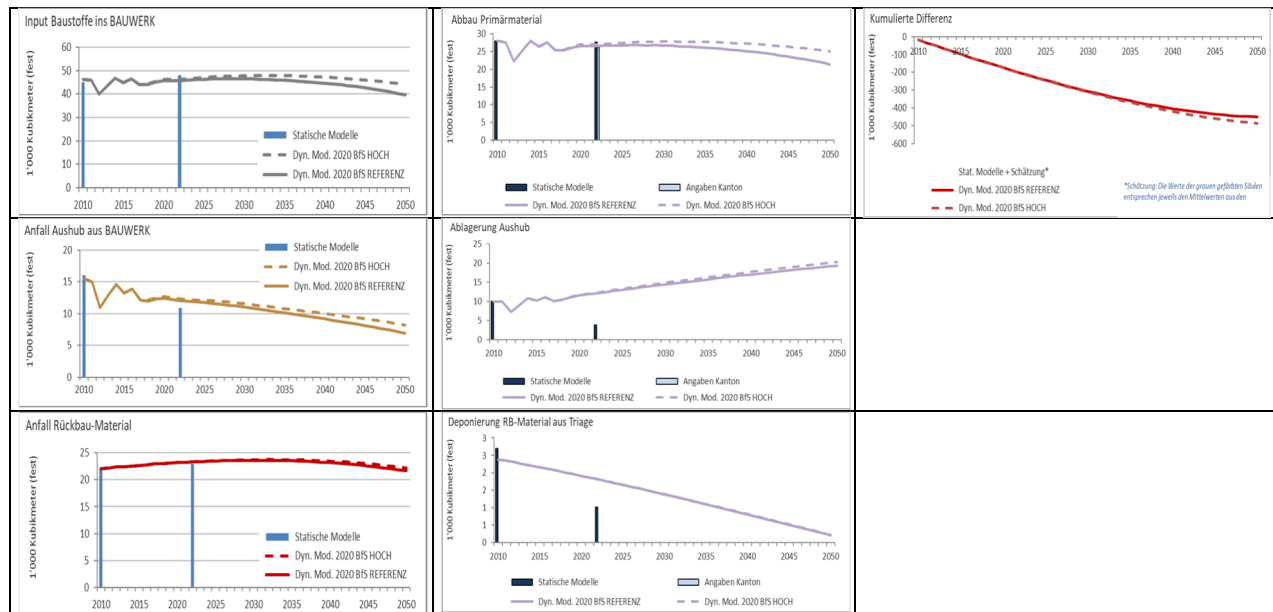 Input Baustoffe ins BAUWERK
1'000 Kubikmeter (fest)
60
50
40
30
20
10
0
Statische Modelle
Dyn. Mod. 2020 BfS HOCH
Dyn. Mod. 2020 BfS REFERENZ
2010 2015 2020 2025 2030 2035 2040 2045 2050
Abbau Primärmaterial
1'000 Kubikmeter (fest)
30
25
20
15
10
5
0
2010 2015 2020 2025 2030 2035 2040 2045 2050
Statische Modelle Angaben Kanton
Dyn. Mod. 2020 BfS REFERENZ Dyn. Mod. 2020 BfS HOCH
Kumulierte Differenz
1'000 Kubikmeter (fest)
0
-100
-200
-300
-400
-500
-600
2010 2015 2020 2025 2030 2035 2040 2045 2050
Stat. Modelle + Schätzung*
Dyn. Mod. 2020 BfS REFERENZ
Dyn. Mod. 2020 BfS HOCH
*Schätzung: Die Werte der grauen gefärbten Säulen
entsprechen jeweils den Mittelwerten aus den
Anfall Aushub aus BAUWERK
1'000 Kubikmeter (fest)
20
15
10
5
0
Statische Modelle
Dyn. Mod. 2020 BfS HOCH
Dyn. Mod. 2020 BfS REFERENZ
2010 2015 2020 2025 2030 2035 2040 2045 2050
Ablagerung Aushub
1'000 Kubikmeter (fest)
25
20
15
10
5
0
2010 2015 2020 2025 2030 2035 2040 2045 2050
Statische Modelle Angaben Kanton
Dyn. Mod. 2020 BfS REFERENZ Dyn. Mod. 2020 BfS HOCH
Anfall Rückbau-Material
1'000 Kubikmeter (fest)
25
20
15
10
5
0
Statische Modelle
Dyn. Mod. 2020 BfS HOCH
Dyn. Mod. 2020 BfS REFERENZ
2010 2015 2020 2025 2030 2035 2040 2045 2050
Deponierung RB-Material aus Triage
1'000 Kubikmeter (fest)
3
3
2
2
1
1
0
2010 2015 2020 2025 2030 2035 2040 2045 2050
Statische Modelle Angaben Kanton
Dyn. Mod. 2020 BfS REFERENZ Dyn. Mod. 2020 BfS HOCH